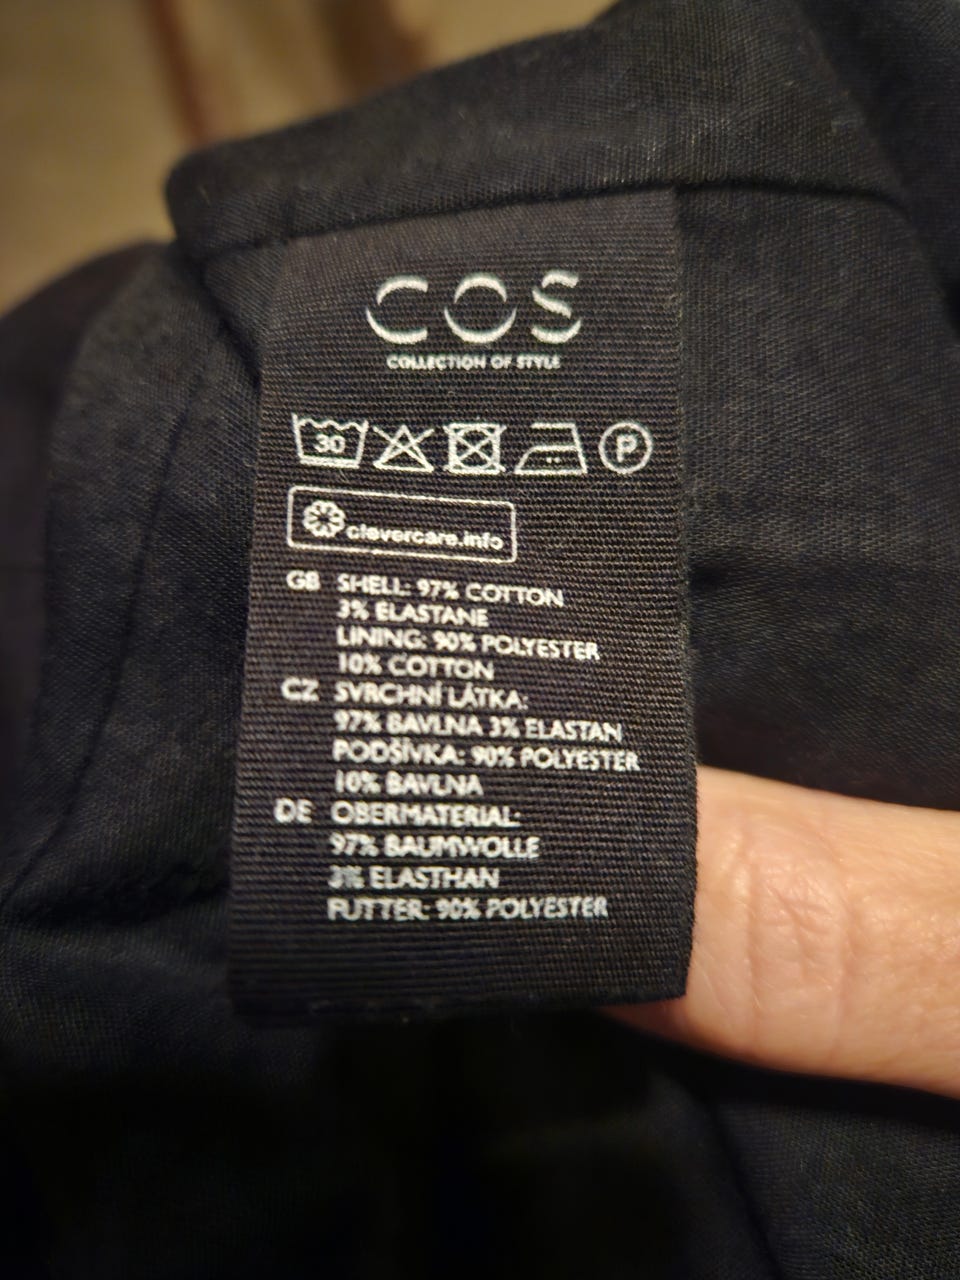 COS
COLLECTION OF STYLE
30 P
clevercare.info
GB SHELL: 97% COTTON
3% ELASTANE
LINING: 90% POLYESTER
10% COTTON
CZ SVRCHNÍ LÁTKA:
97% BAVLNA 3% ELASTAN
PODŠÍVKA: 90% POLYESTER
10% BAVLNA
DE OBERMATERIAL:
97% BAUMWOLLE
3% ELASTHAN
FUTTER: 90% POLYESTER